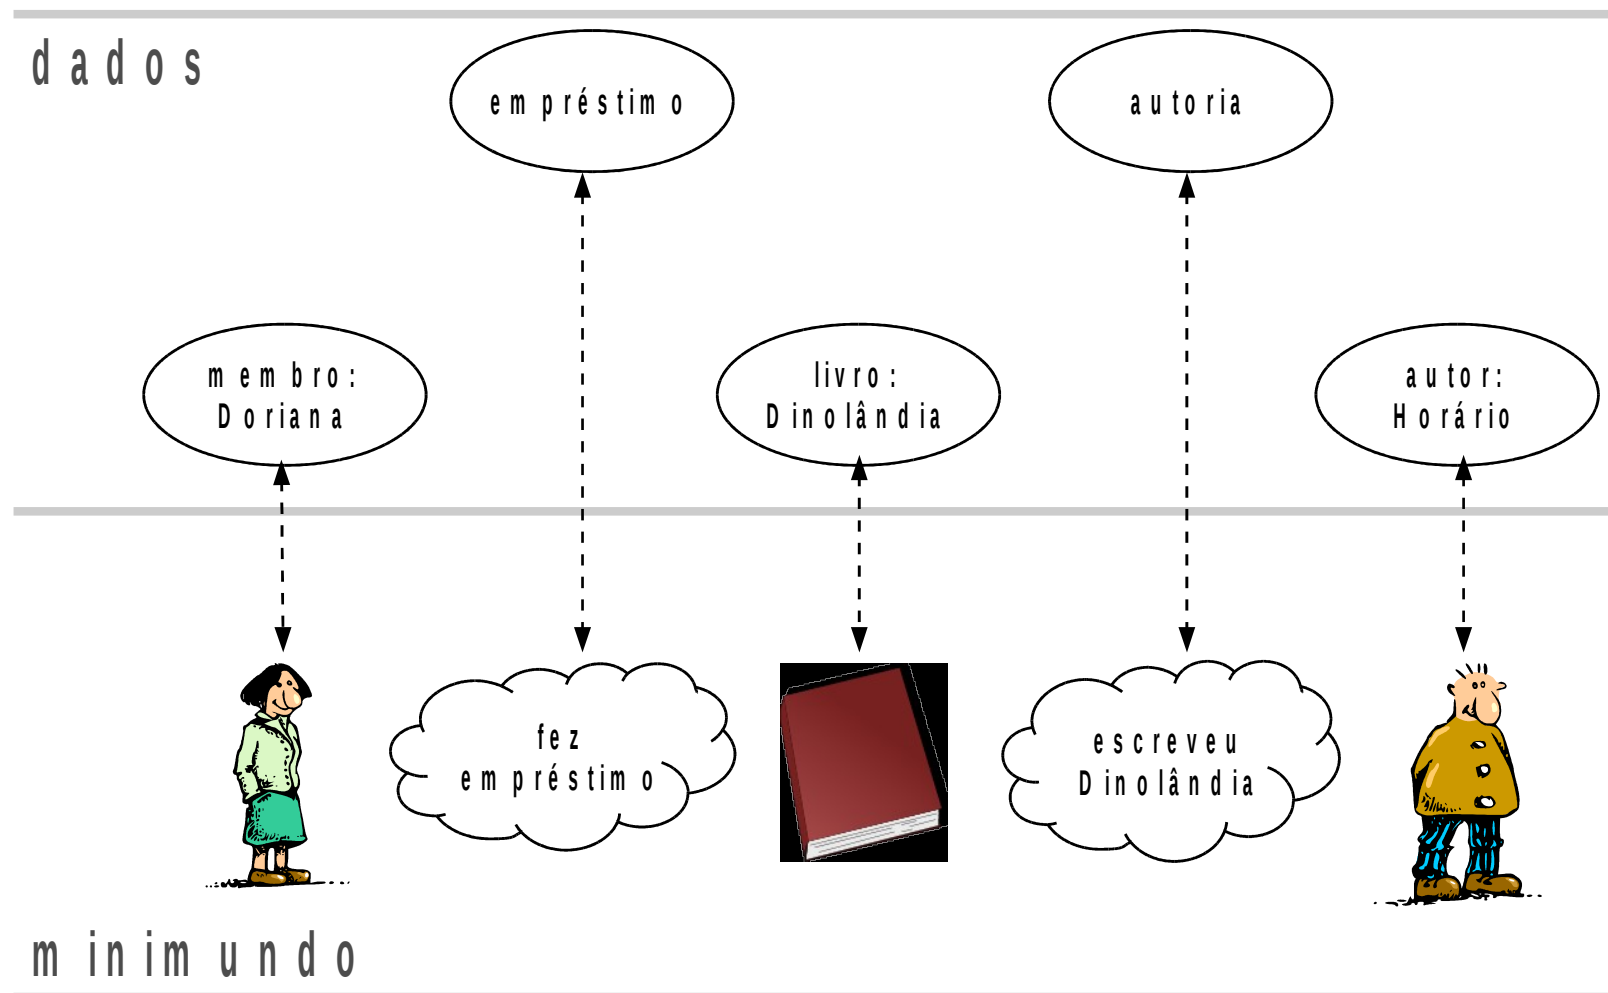 dados
empréstimo
autoria
membro:
Doriana
livro:
Dinolândia
autor:
Horário
fez
empréstimo
escreveu
Dinolândia
minimundo